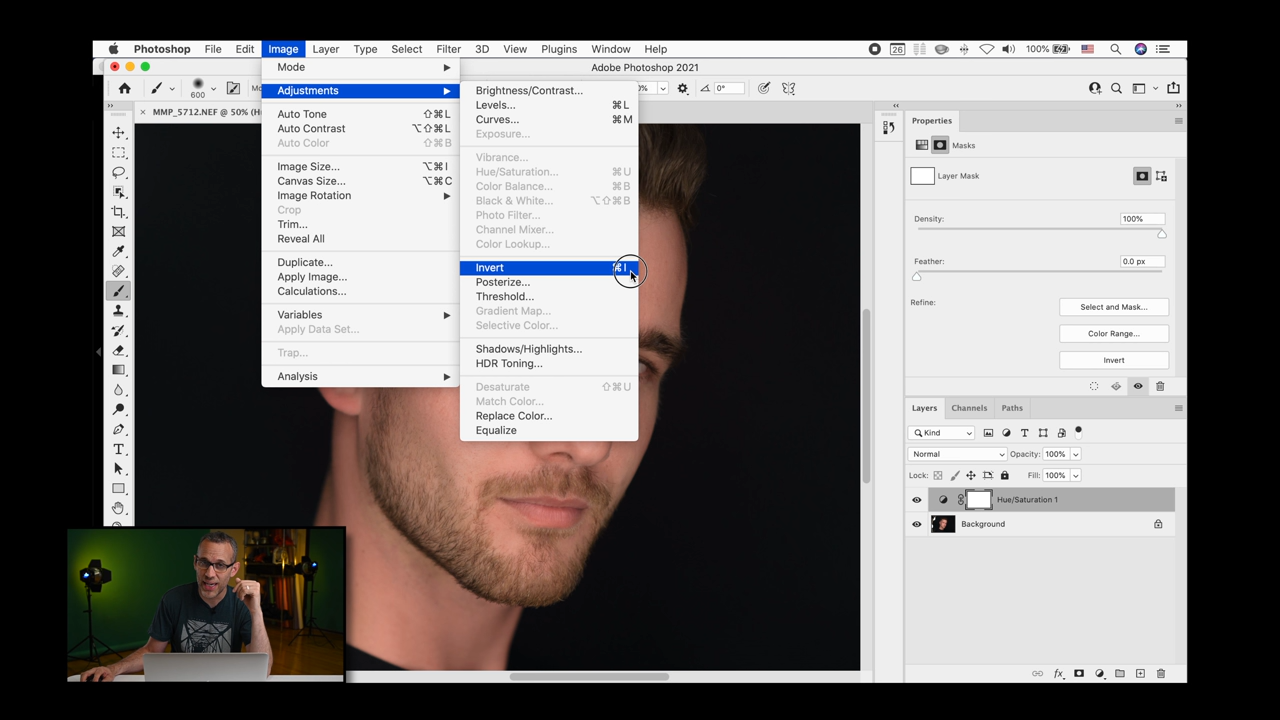 Photoshop File Edit Image Layer Type Select Filter 3D View Plugins Window Help 26 100%
Adobe Photoshop 2021
600
0°
MMP_5712.NEF @ 50% (H
Mode
Adjustments
Auto Tone ⇧⌘L
Auto Contrast ⌥⇧⌘L
Auto Color ⇧⌘B
Image Size... ⌥⌘I
Canvas Size... ⌥⌘C
Image Rotation
Crop
Trim...
Reveal All
Duplicate...
Apply Image...
Calculations...
Variables
Apply Data Set...
Trap...
Analysis
Brightness/Contrast...
Levels... ⌘L
Curves... ⌘M
Exposure...
Vibrance...
Hue/Saturation... ⌘U
Color Balance... ⌘B
Black & White... ⌥⇧⌘B
Photo Filter...
Channel Mixer...
Color Lookup...
Invert ⌘I
Posterize...
Threshold...
Gradient Map...
Selective Color...
Shadows/Highlights...
HDR Toning...
Desaturate ⇧⌘U
Match Color...
Replace Color...
Equalize
Properties
Masks
Layer Mask
Density: 100%
Feather: 0.0 px
Refine:
Select and Mask...
Color Range...
Invert
Layers Channels Paths
Kind
Normal Opacity: 100%
Lock: Fill: 100%
Hue/Saturation 1
Background
fx